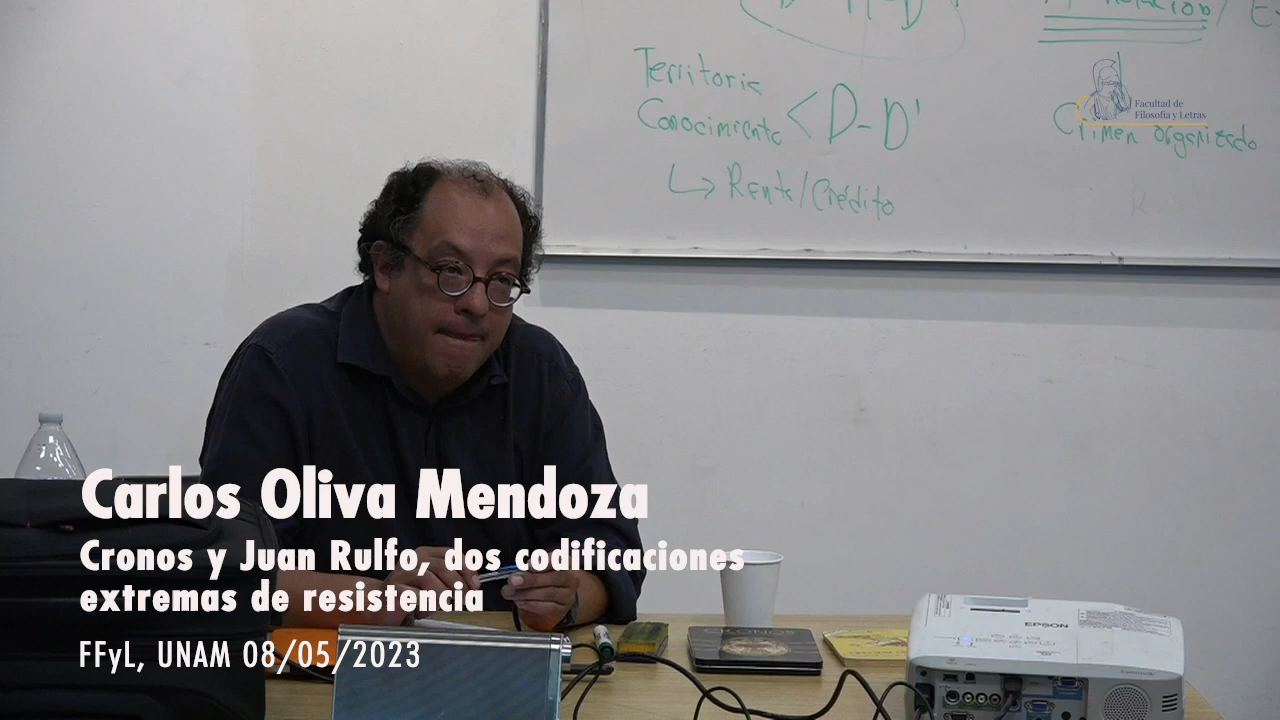 Territorio
Conocimiento < D-D'
↳ Renta/Crédito
Facultad de
Filosofía y Letras
Crimen organizado
Carlos Oliva Mendoza
Cronos y Juan Rulfo, dos codificaciones
extremas de resistencia
FFyL, UNAM 08/05/2023
CRONOS
EPSON